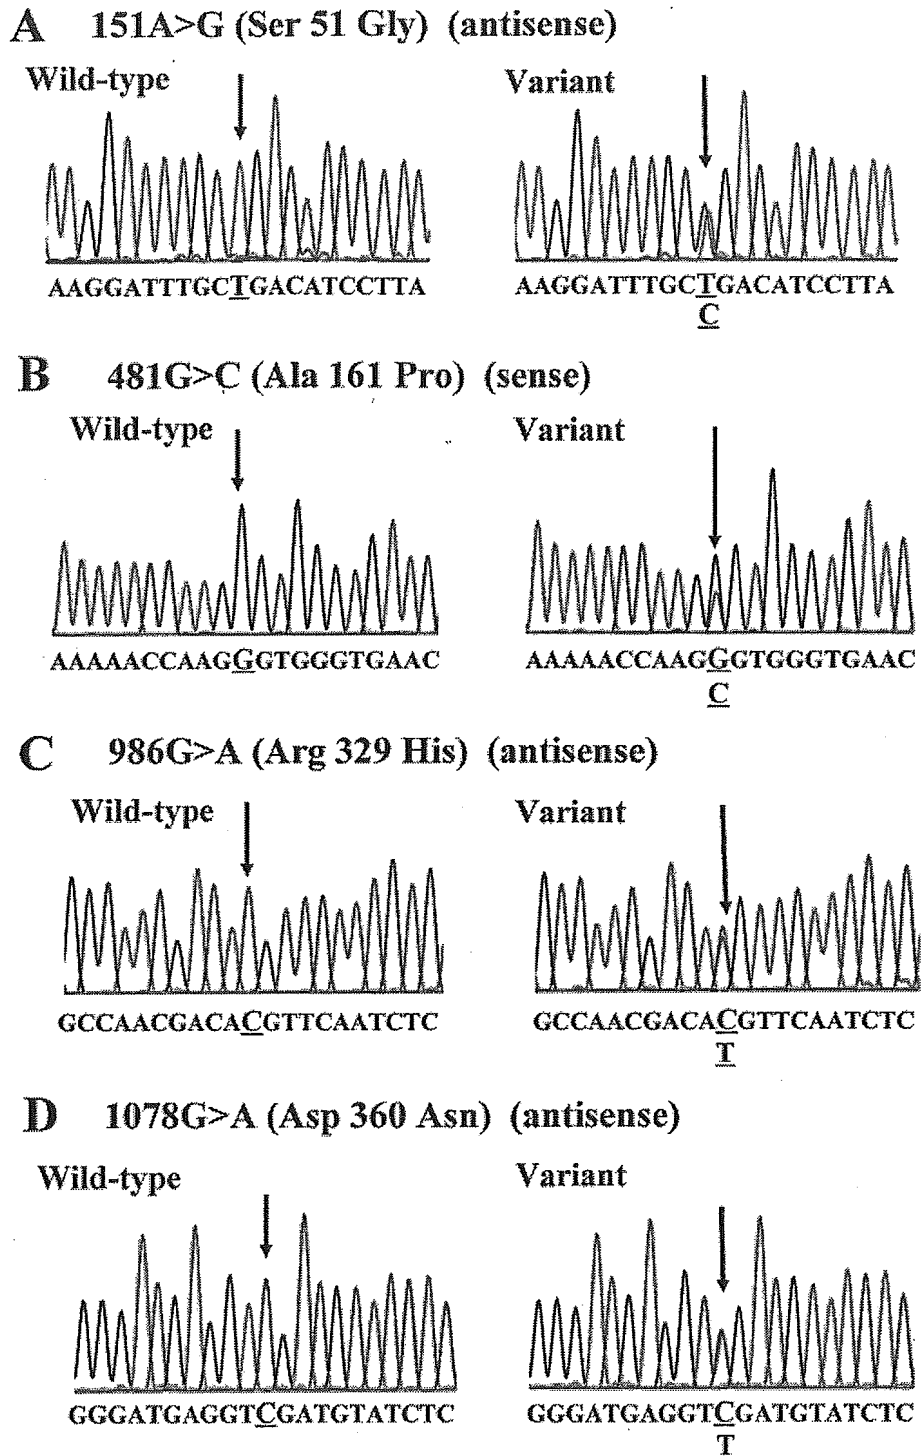 A 151A>G (Ser 51 Gly) (antisense)
Wild-type Variant
AAGGATTTGCTGACATCCTTA AAGGATTTGCTGACATCCTTA
C
B 481G>C (Ala 161 Pro) (sense)
Wild-type Variant
AAAAACCAAGGGTGGGTGAAC AAAAACCAAGGGTGGGTGAAC
C
C 986G>A (Arg 329 His) (antisense)
Wild-type Variant
GCCAACGACACGTTCAATCTC GCCAACGACACGTTCAATCTC
T
D 1078G>A (Asp 360 Asn) (antisense)
Wild-type Variant
GGGATGAGGTCGATGTATCTC GGGATGAGGTCGATGTATCTC
T